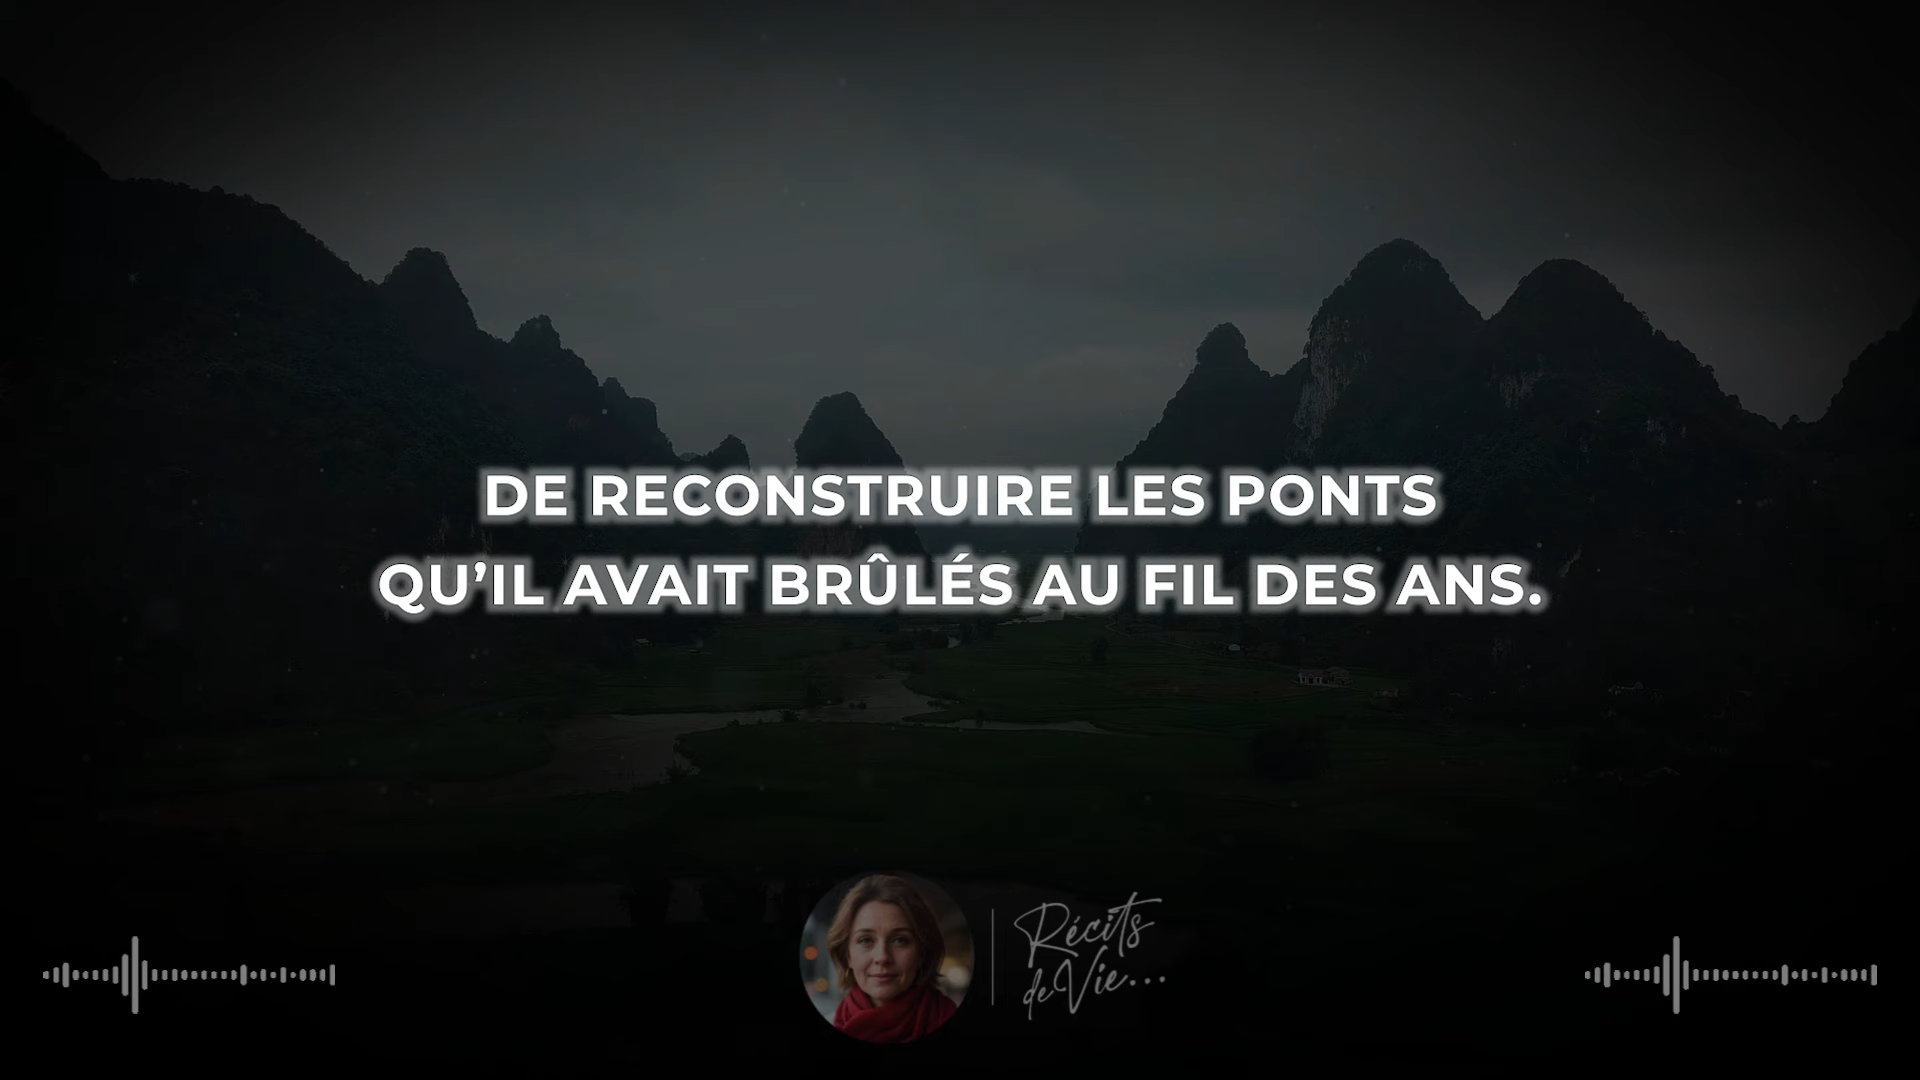 DE RECONSTRUIRE LES PONTS
QU’IL AVAIT BRÛLÉS AU FIL DES ANS.
Récits
de Vie...